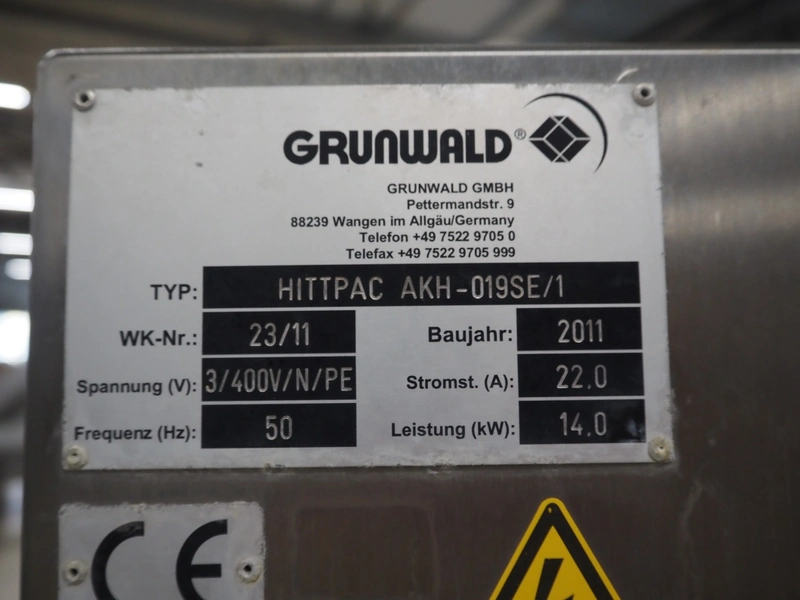 GRUNWALD®
GRUNWALD GMBH
Pettermandstr. 9
88239 Wangen im Allgäu/Germany
Telefon +49 7522 9705 0
Telefax +49 7522 9705 999
TYP: HITTPAC AKH-019SE/1
WK-Nr.: 23/11 Baujahr: 2011
Spannung (V): 3/400V/N/PE Stromst. (A): 22.0
Frequenz (Hz): 50 Leistung (kW): 14.0
CE